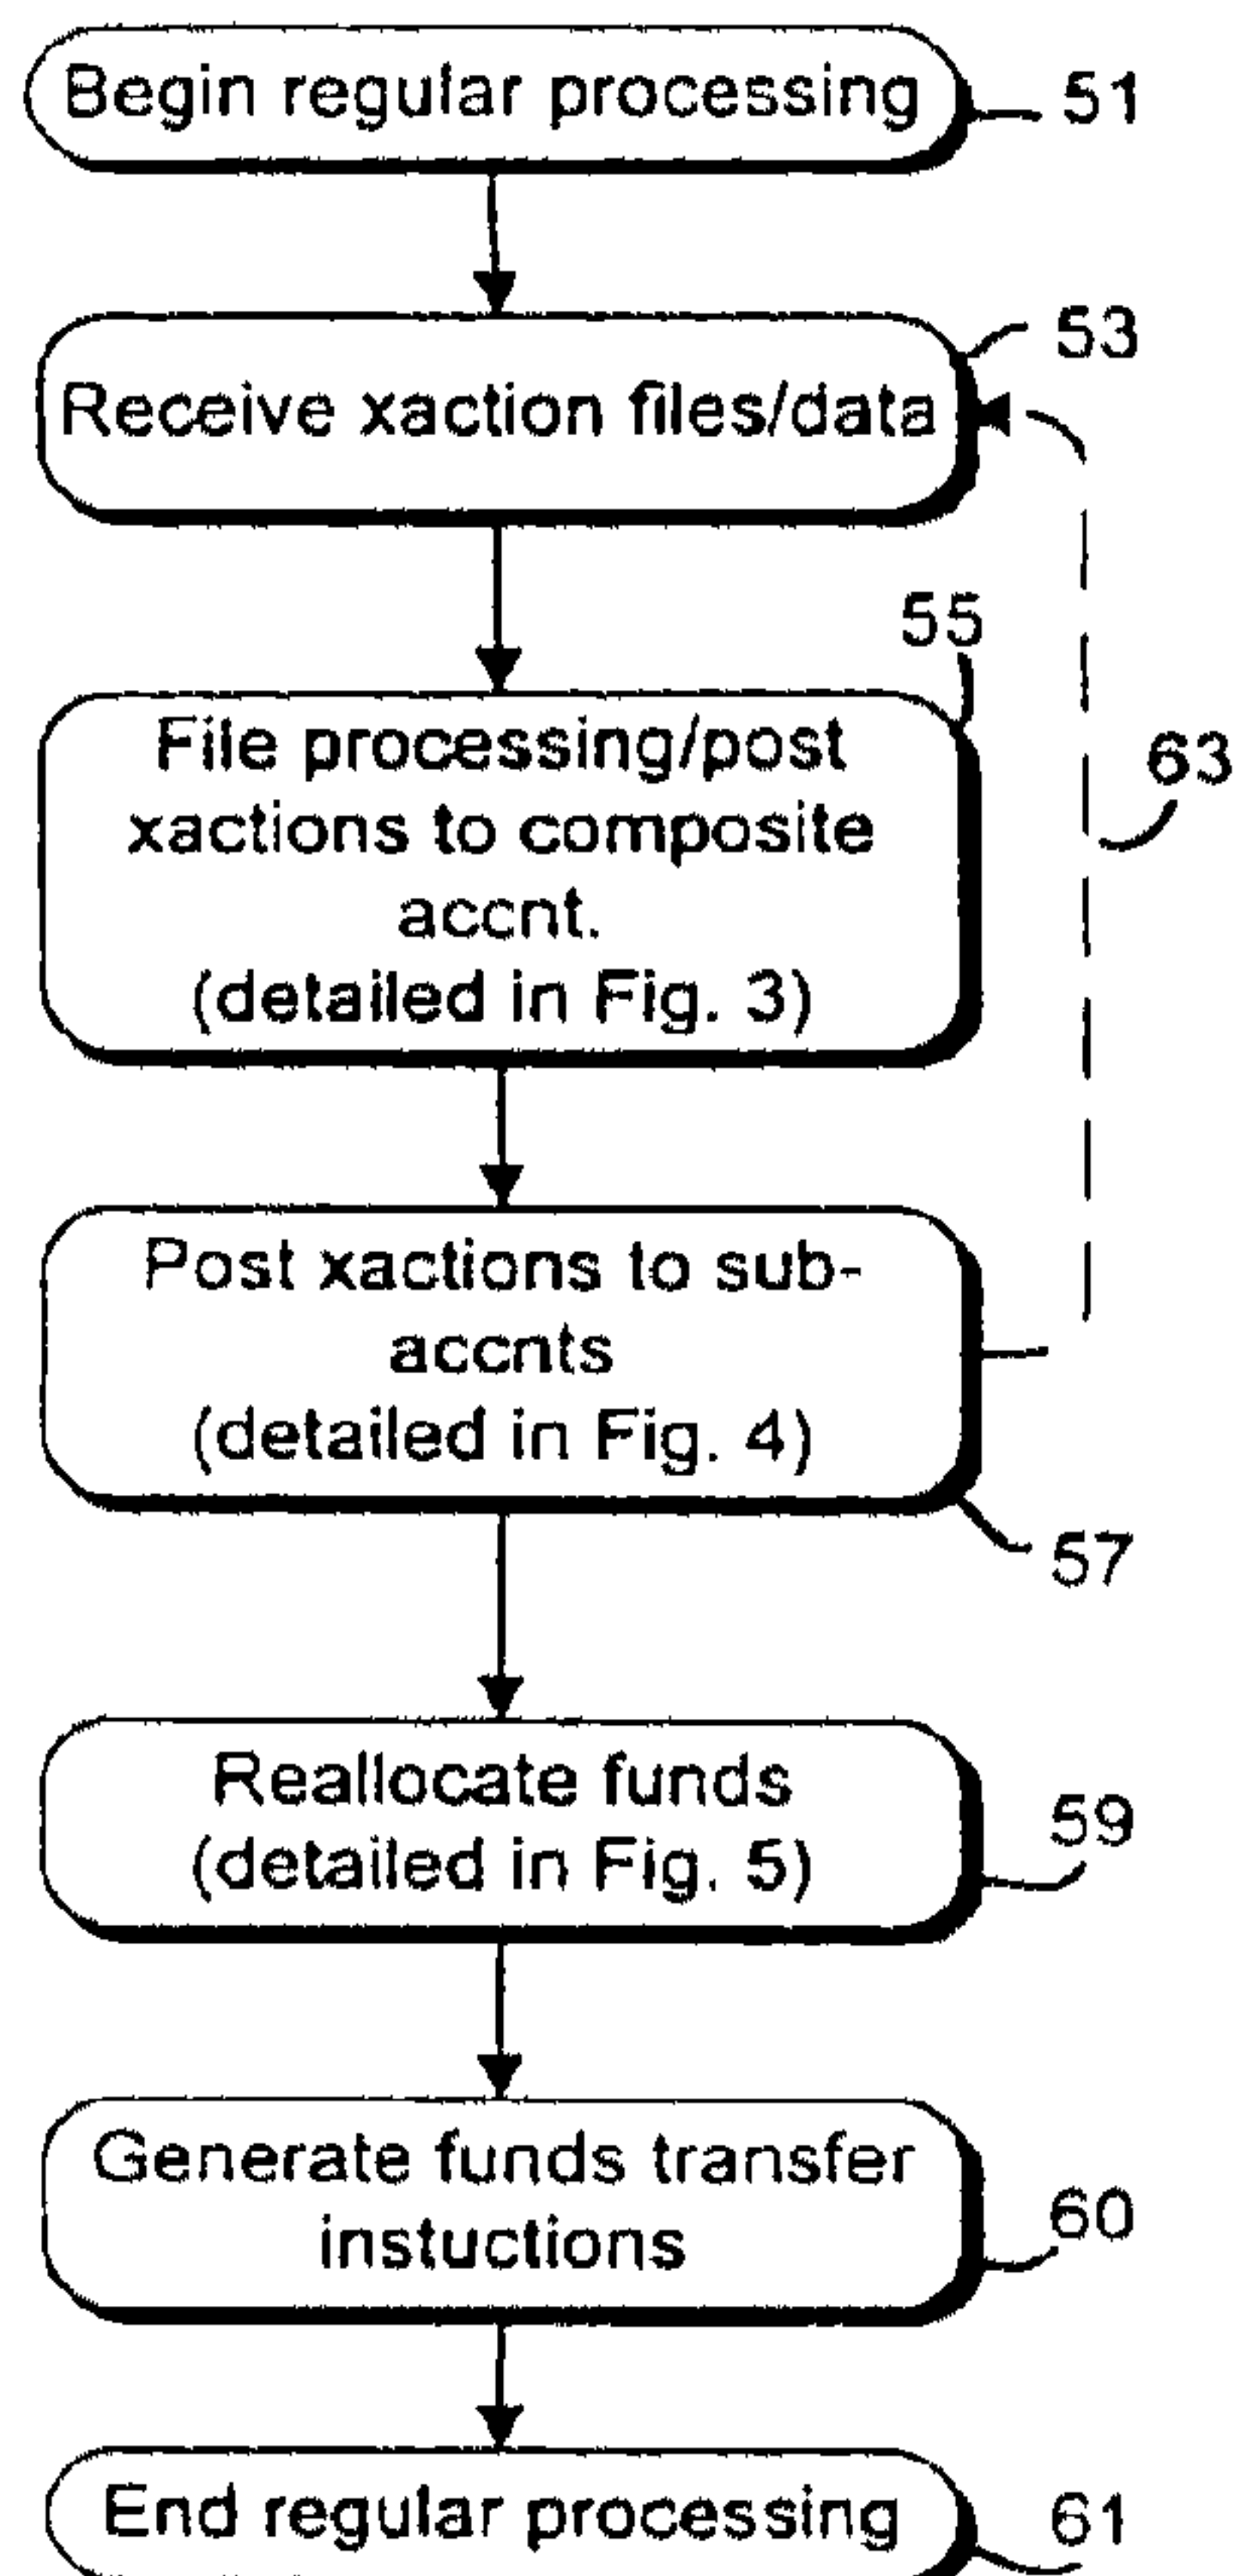 Begin regular processing
51
Receive xaction files/data
53
55
File processing/post
xactions to composite
accnt.
(detailed in Fig. 3)
63
Post xactions to sub-
accnts
(detailed in Fig. 4)
57
Reallocate funds
(detailed in Fig. 5)
59
Generate funds transfer
instuctions
60
End regular processing
61